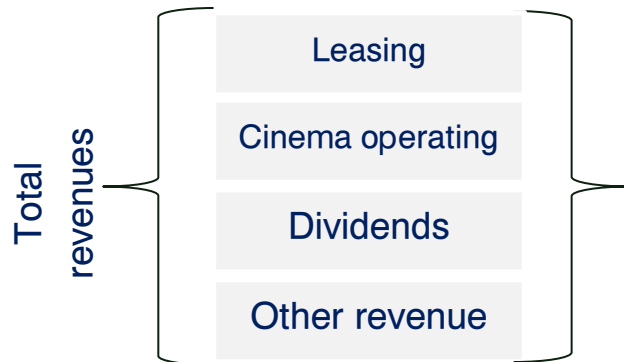 Total
revenues
Leasing
Cinema operating
Dividends
Other revenue